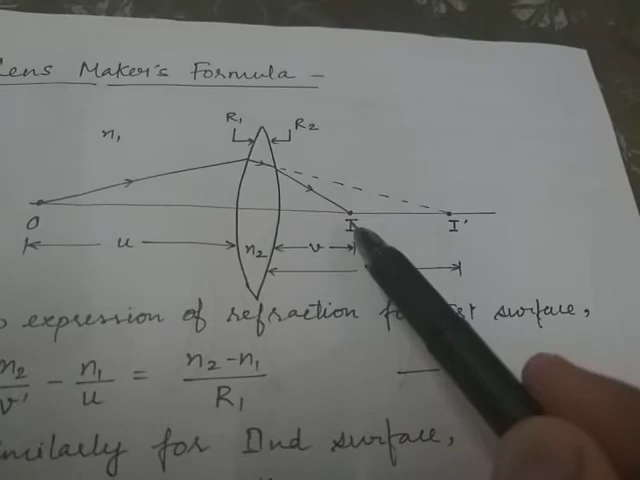 Lens Maker's Formula -
R1 R2
n1
O I I'
u n2 v
expression of refraction surface,
n2/v' - n1/u = n2-n1/R1
similarly for IInd surface,